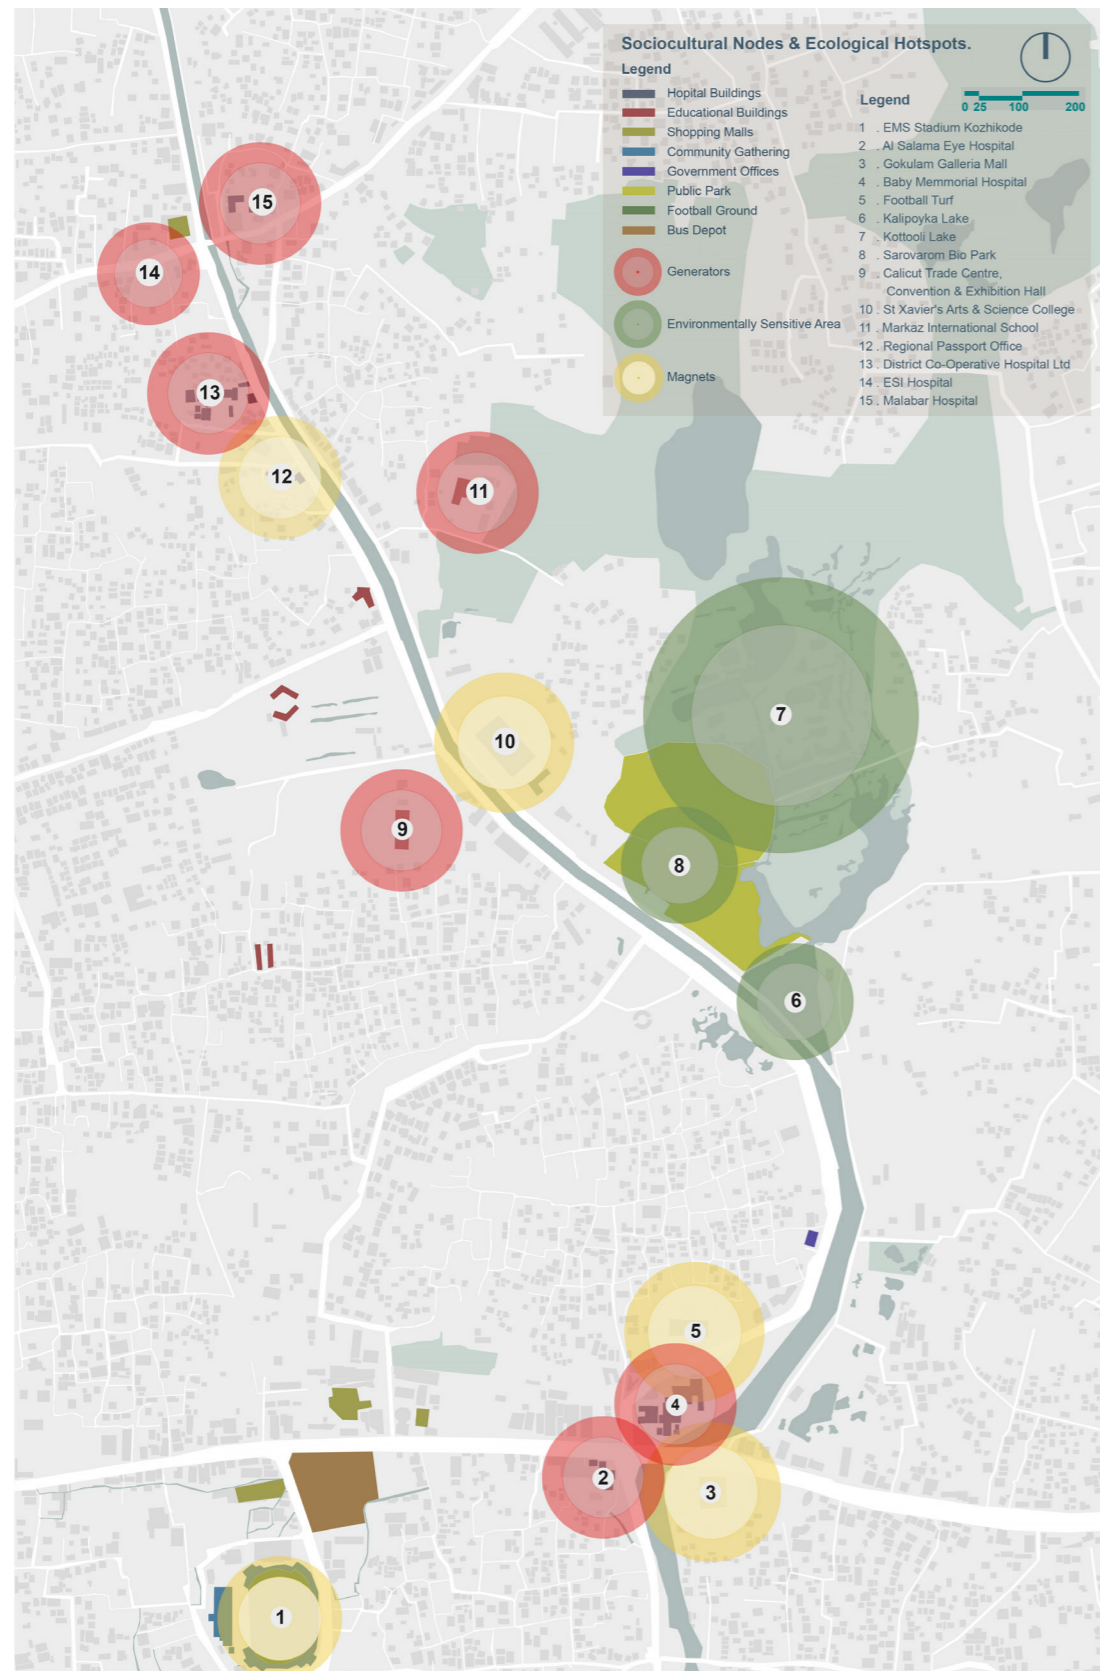 Sociocultural Nodes & Ecological Hotspots.
Legend
Hopital Buildings
Educational Buildings
Shopping Malls
Community Gathering
Government Offices
Public Park
Football Ground
Bus Depot
Generators
Environmentally Sensitive Area
Magnets
0 25 100 200
Legend
1 . EMS Stadium Kozhikode
2 . Al Salama Eye Hospital
3 . Gokulam Galleria Mall
4 . Baby Memmorial Hospital
5 . Football Turf
6 . Kalipoyka Lake
7 . Kottooli Lake
8 . Sarovarom Bio Park
9 . Calicut Trade Centre,
Convention & Exhibition Hall
10 . St Xavier's Arts & Science College
11 . Markaz International School
12 . Regional Passport Office
13 . District Co-Operative Hospital Ltd
14 . ESI Hospital
15 . Malabar Hospital
15
14
13
12
11
7
10
9
8
6
5
4
2
3
1